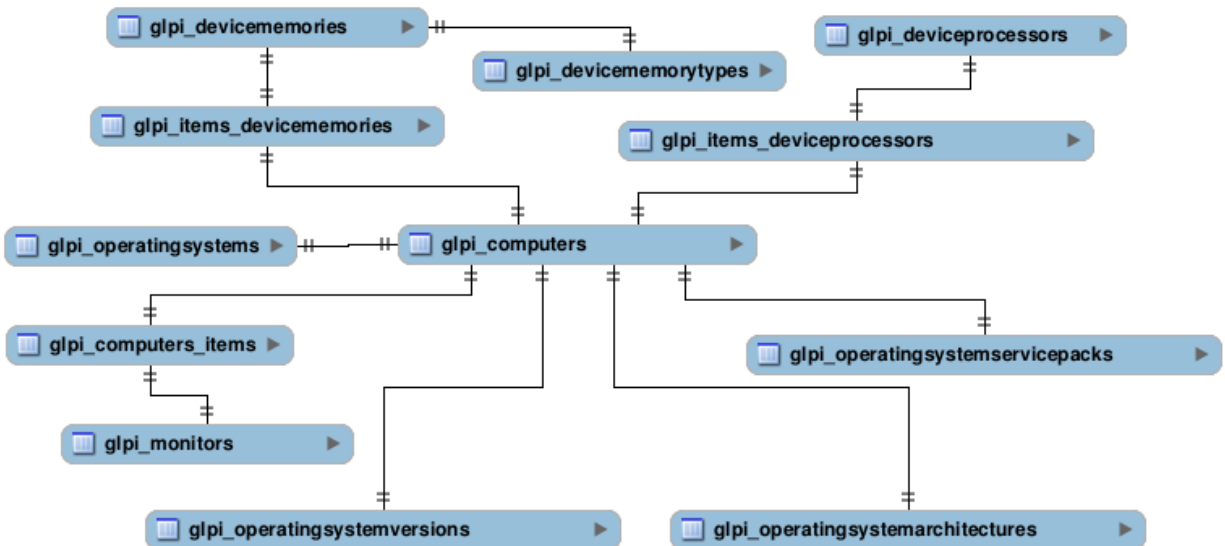 glpi_devicememories
glpi_deviceprocessors
glpi_devicememorytypes
glpi_items_devicememories
glpi_items_deviceprocessors
glpi_operatingsystems
glpi_computers
glpi_computers_items
glpi_operatingsystemservicepacks
glpi_monitors
glpi_operatingsystemversions
glpi_operatingsystemarchitectures